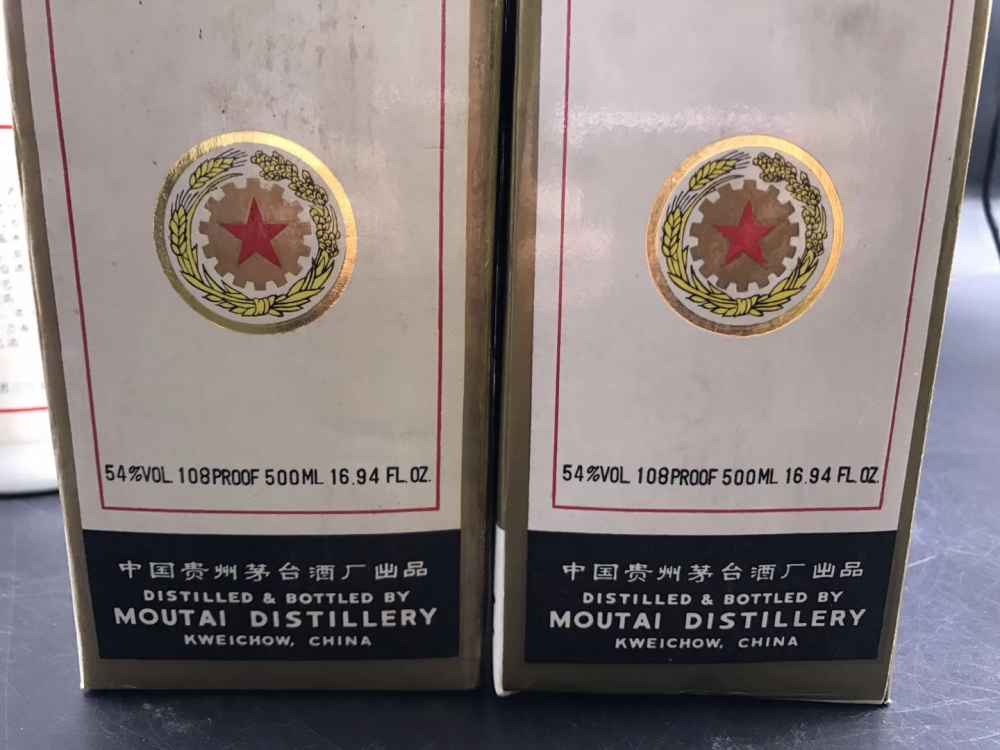 54%VOL 108PROOF 500ML 16.94 FL.OZ.
中国贵州茅台酒厂出品
DISTILLED & BOTTLED BY
MOUTAI DISTILLERY
KWEICHOW, CHINA
54%VOL 108PROOF 500ML 16.94 FL.OZ.
中国贵州茅台酒厂出品
DISTILLED & BOTTLED BY
MOUTAI DISTILLERY
KWEICHOW, CHINA